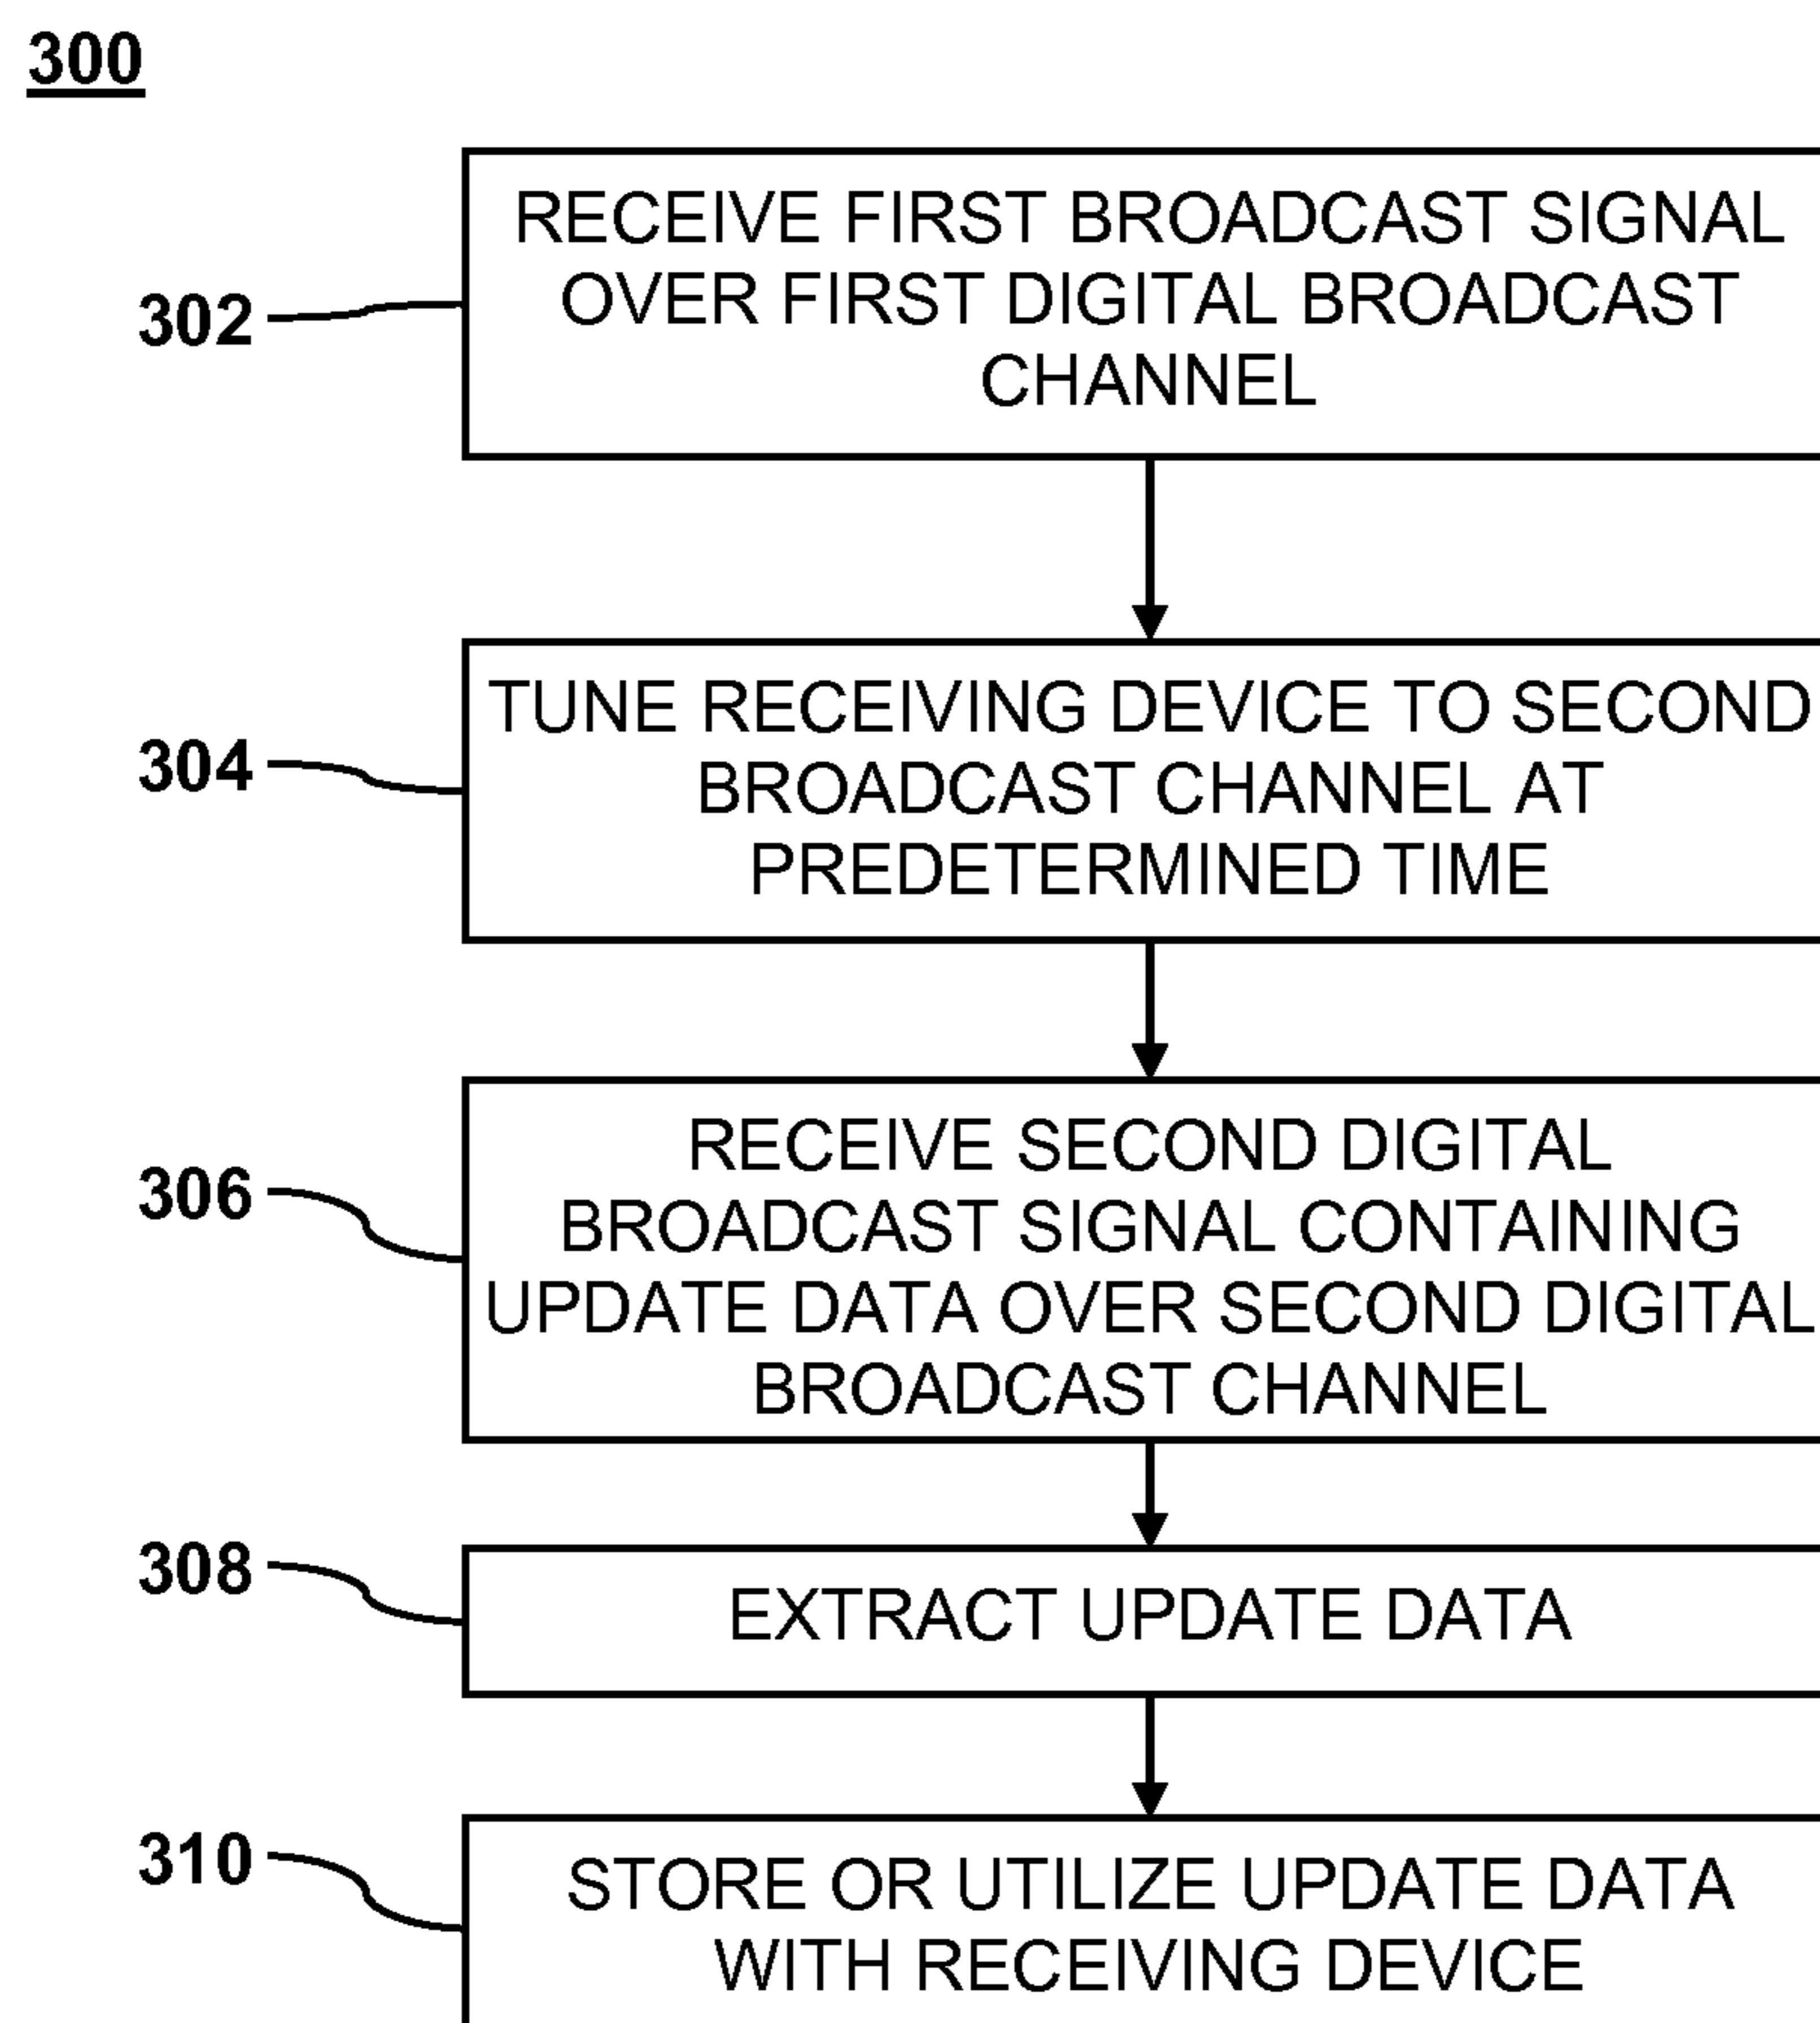 300
302
RECEIVE FIRST BROADCAST SIGNAL
OVER FIRST DIGITAL BROADCAST
CHANNEL
304
TUNE RECEIVING DEVICE TO SECOND
BROADCAST CHANNEL AT
PREDETERMINED TIME
306
RECEIVE SECOND DIGITAL
BROADCAST SIGNAL CONTAINING
UPDATE DATA OVER SECOND DIGITAL
BROADCAST CHANNEL
308
EXTRACT UPDATE DATA
310
STORE OR UTILIZE UPDATE DATA
WITH RECEIVING DEVICE